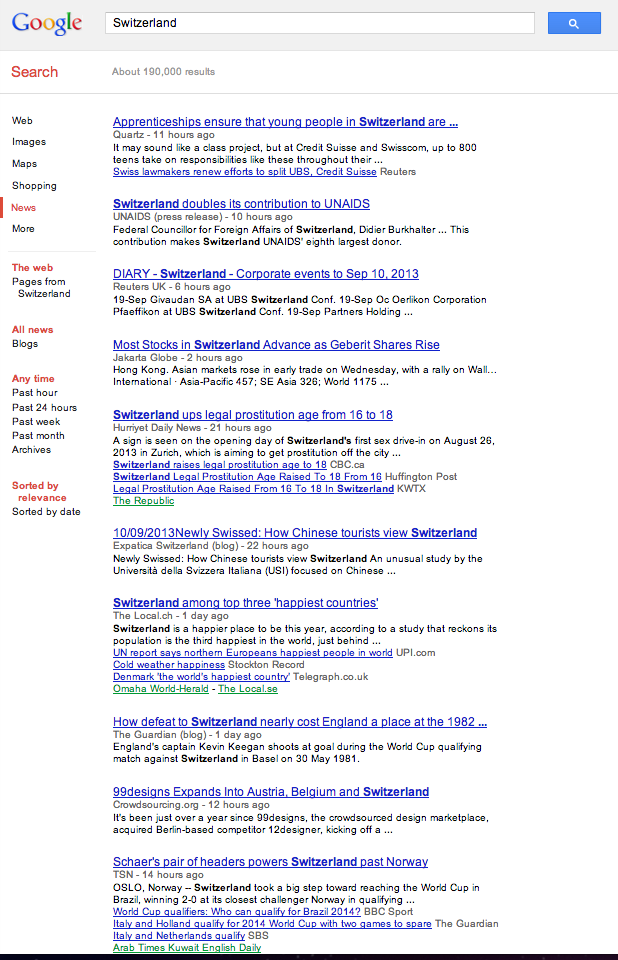 Google
Switzerland
Search
About 190,000 results
Web
Images
Maps
Shopping
News
More
The web
Pages from
Switzerland
All news
Blogs
Any time
Past hour
Past 24 hours
Past week
Past month
Archives
Sorted by
relevance
Sorted by date
Apprenticeships ensure that young people in Switzerland are ...
Quartz - 11 hours ago
It may sound like a class project, but at Credit Suisse and Swisscom, up to 800
teens take on responsibilities like these throughout their ...
Swiss lawmakers renew efforts to split UBS, Credit Suisse Reuters
Switzerland doubles its contribution to UNAIDS
UNAIDS (press release) - 10 hours ago
Federal Councillor for Foreign Affairs of Switzerland, Didier Burkhalter ... This
contribution makes Switzerland UNAIDS' eighth largest donor.
DIARY - Switzerland - Corporate events to Sep 10, 2013
Reuters UK - 6 hours ago
19-Sep Givaudan SA at UBS Switzerland Conf. 19-Sep Oc Oerlikon Corporation
Pfaeffikon at UBS Switzerland Conf. 19-Sep Partners Holding ...
Most Stocks in Switzerland Advance as Geberit Shares Rise
Jakarta Globe - 2 hours ago
Hong Kong. Asian markets rose in early trade on Wednesday, with a rally on Wall...
International · Asia-Pacific 457; SE Asia 326; World 1175 ...
Switzerland ups legal prostitution age from 16 to 18
Hurriyet Daily News - 21 hours ago
A sign is seen on the opening day of Switzerland's first sex drive-in on August 26,
2013 in Zurich, which is aiming to get prostitution off the city ...
Switzerland raises legal prostitution age to 18 CBC.ca
Switzerland Legal Prostitution Age Raised To 18 From 16 Huffington Post
Legal Prostitution Age Raised From 16 To 18 In Switzerland KWTX
The Republic
10/09/2013Newly Swissed: How Chinese tourists view Switzerland
Expatica Switzerland (blog) - 22 hours ago
Newly Swissed: How Chinese tourists view Switzerland An unusual study by the
Università della Svizzera Italiana (USI) focused on Chinese ...
Switzerland among top three 'happiest countries'
The Local.ch - 1 day ago
Switzerland is a happier place to be this year, according to a study that reckons its
population is the third happiest in the world, just behind ...
UN report says northern Europeans happiest people in world UPI.com
Cold weather happiness Stockton Record
Denmark 'the world's happiest country' Telegraph.co.uk
Omaha World-Herald - The Local.se
How defeat to Switzerland nearly cost England a place at the 1982 ...
The Guardian (blog) - 1 day ago
England's captain Kevin Keegan shoots at goal during the World Cup qualifying
match against Switzerland in Basel on 30 May 1981.
99designs Expands Into Austria, Belgium and Switzerland
Crowdsourcing.org - 12 hours ago
It's been just over a year since 99designs, the crowdsourced design marketplace,
acquired Berlin-based competitor 12designer, kicking off a ...
Schaer's pair of headers powers Switzerland past Norway
TSN - 14 hours ago
OSLO, Norway -- Switzerland took a big step toward reaching the World Cup in
Brazil, winning 2-0 at its closest challenger Norway in qualifying ...
World Cup qualifiers: Who can qualify for Brazil 2014? BBC Sport
Italy and Holland qualify for 2014 World Cup with two games to spare The Guardian
Italy and Netherlands qualify SBS
Arab Times Kuwait English Daily